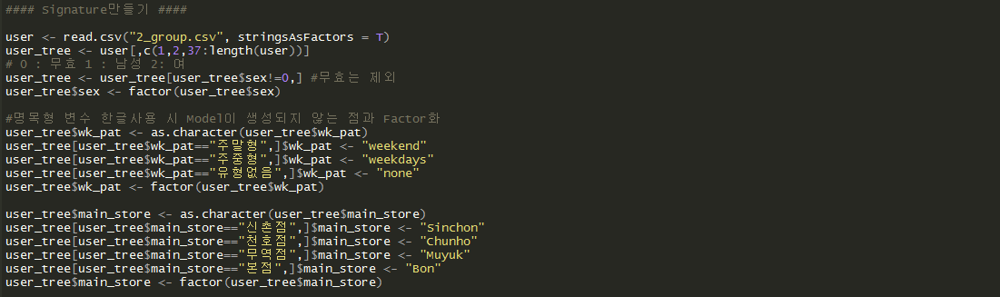 #### Signature만들기 ####
user <- read.csv("2_group.csv", stringsAsFactors = T)
user_tree <- user[,c(1,2,37:length(user))]
# 0 : 무효 1 : 남성 2: 여
user_tree <- user_tree[user_tree$sex!=0,] #무효는 제외
user_tree$sex <- factor(user_tree$sex)
#명목형 변수 한글사용 시 Model이 생성되지 않는 점과 Factor화
user_tree$wk_pat <- as.character(user_tree$wk_pat)
user_tree[user_tree$wk_pat=="주말형",]$wk_pat <- "weekend"
user_tree[user_tree$wk_pat=="주중형",]$wk_pat <- "weekdays"
user_tree[user_tree$wk_pat=="유형없음",]$wk_pat <- "none"
user_tree$wk_pat <- factor(user_tree$wk_pat)
user_tree$main_store <- as.character(user_tree$main_store)
user_tree[user_tree$main_store=="신촌점",]$main_store <- "Sinchon"
user_tree[user_tree$main_store=="천호점",]$main_store <- "Chunho"
user_tree[user_tree$main_store=="무역점",]$main_store <- "Muyuk"
user_tree[user_tree$main_store=="본점",]$main_store <- "Bon"
user_tree$main_store <- factor(user_tree$main_store)